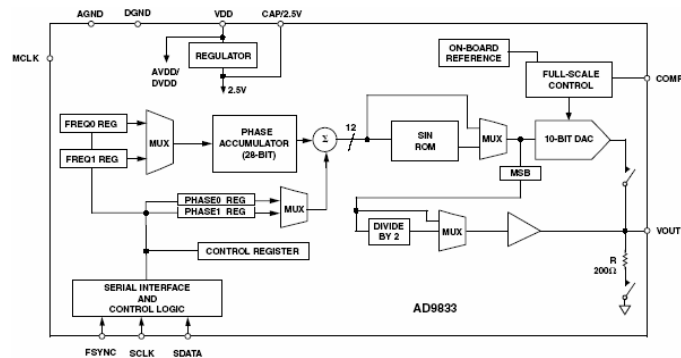 AGND
DGND
VDD
CAP/2.5V
MCLK
REGULATOR
AVDD/
DVDD
2.5V
ON-BOARD
REFERENCE
FULL-SCALE
CONTROL
COMP
FREQ0 REG
FREQ1 REG
MUX
PHASE
ACCUMULATOR
(28-BIT)
Σ
12
SIN
ROM
MUX
10-BIT DAC
MSB
PHASE0 REG
PHASE1 REG
MUX
DIVIDE
BY 2
MUX
VOUT
CONTROL REGISTER
R
200Ω
SERIAL INTERFACE
AND
CONTROL LOGIC
AD9833
FSYNC
SCLK
SDATA